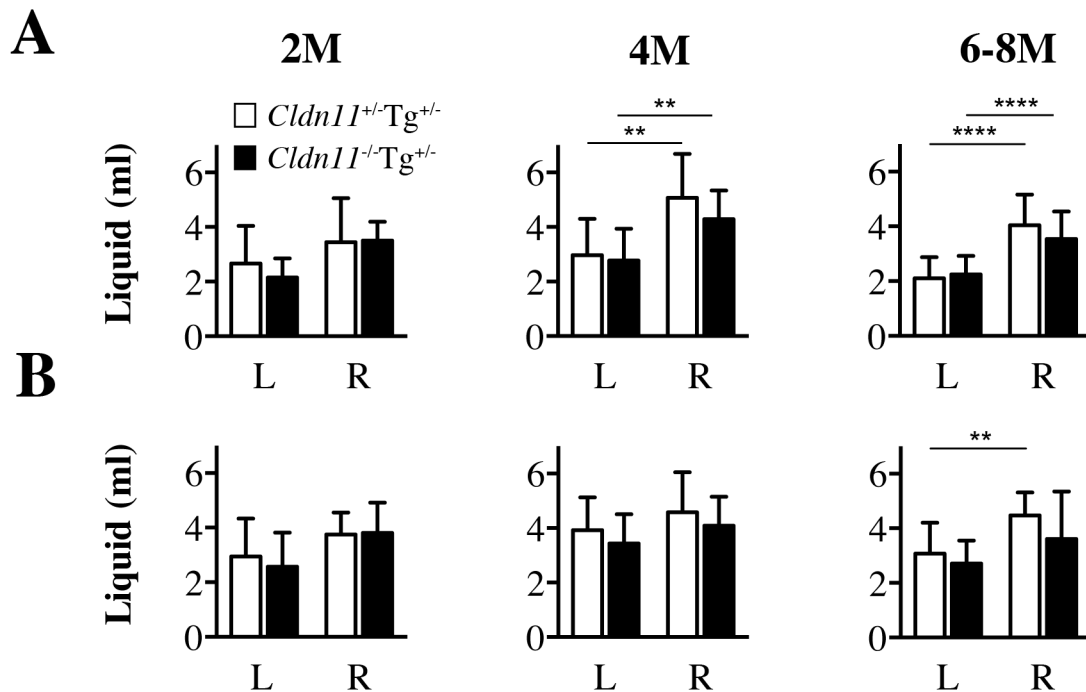 A
2M
4M
6-8M
Cldn11+/-Tg+/-
Cldn11-/-Tg+/-
** ** **** ****
Liquid (ml)
6 4 2 0
6 4 2 0
6 4 2 0
L R
L R
L R
B
**
Liquid (ml)
6 4 2 0
6 4 2 0
6 4 2 0
L R
L R
L R